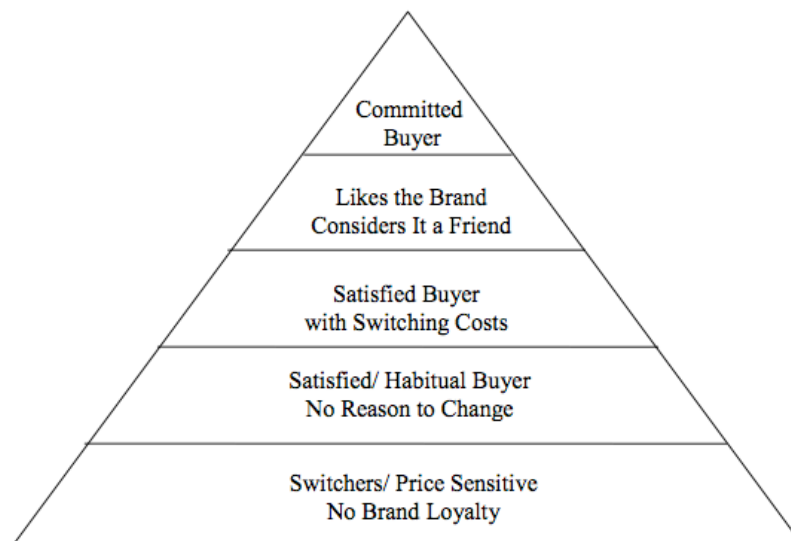 Committed
Buyer
Likes the Brand
Considers It a Friend
Satisfied Buyer
with Switching Costs
Satisfied/ Habitual Buyer
No Reason to Change
Switchers/ Price Sensitive
No Brand Loyalty